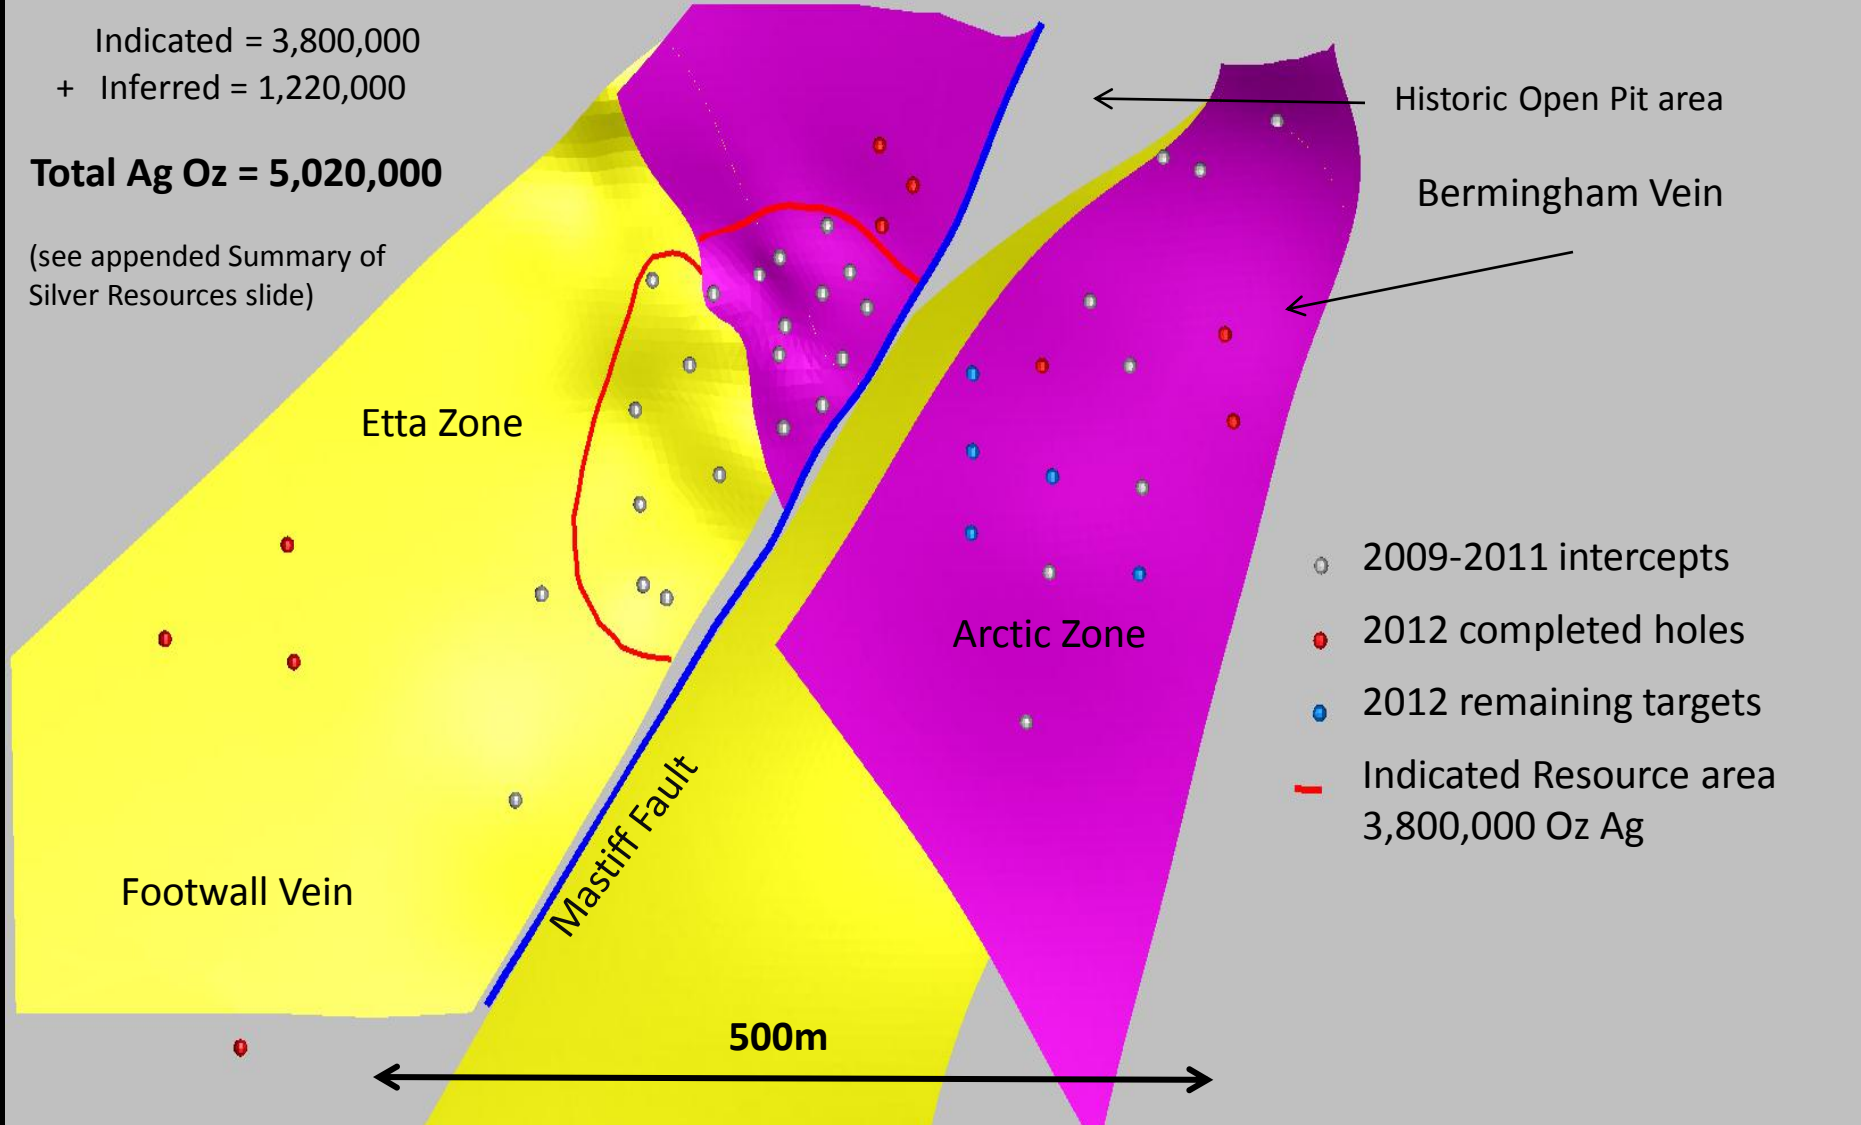 Indicated = 3,800,000
+ Inferred = 1,220,000
Total Ag Oz = 5,020,000
(see appended Summary of
Silver Resources slide)
Historic Open Pit area
Bermingham Vein
Etta Zone
Arctic Zone
Footwall Vein
Mastiff Fault
500m
2009-2011 intercepts
2012 completed holes
2012 remaining targets
Indicated Resource area
3,800,000 Oz Ag